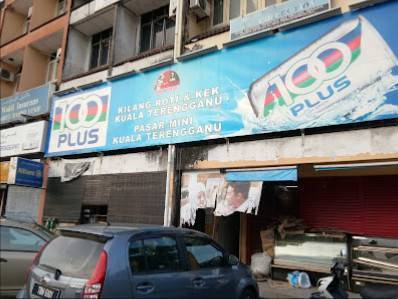 100
PLUS
KILANG ROTI & KEK
KUALA TERENGGANU
PASAR MINI
KUALA TERENGGANU
100
PLUS